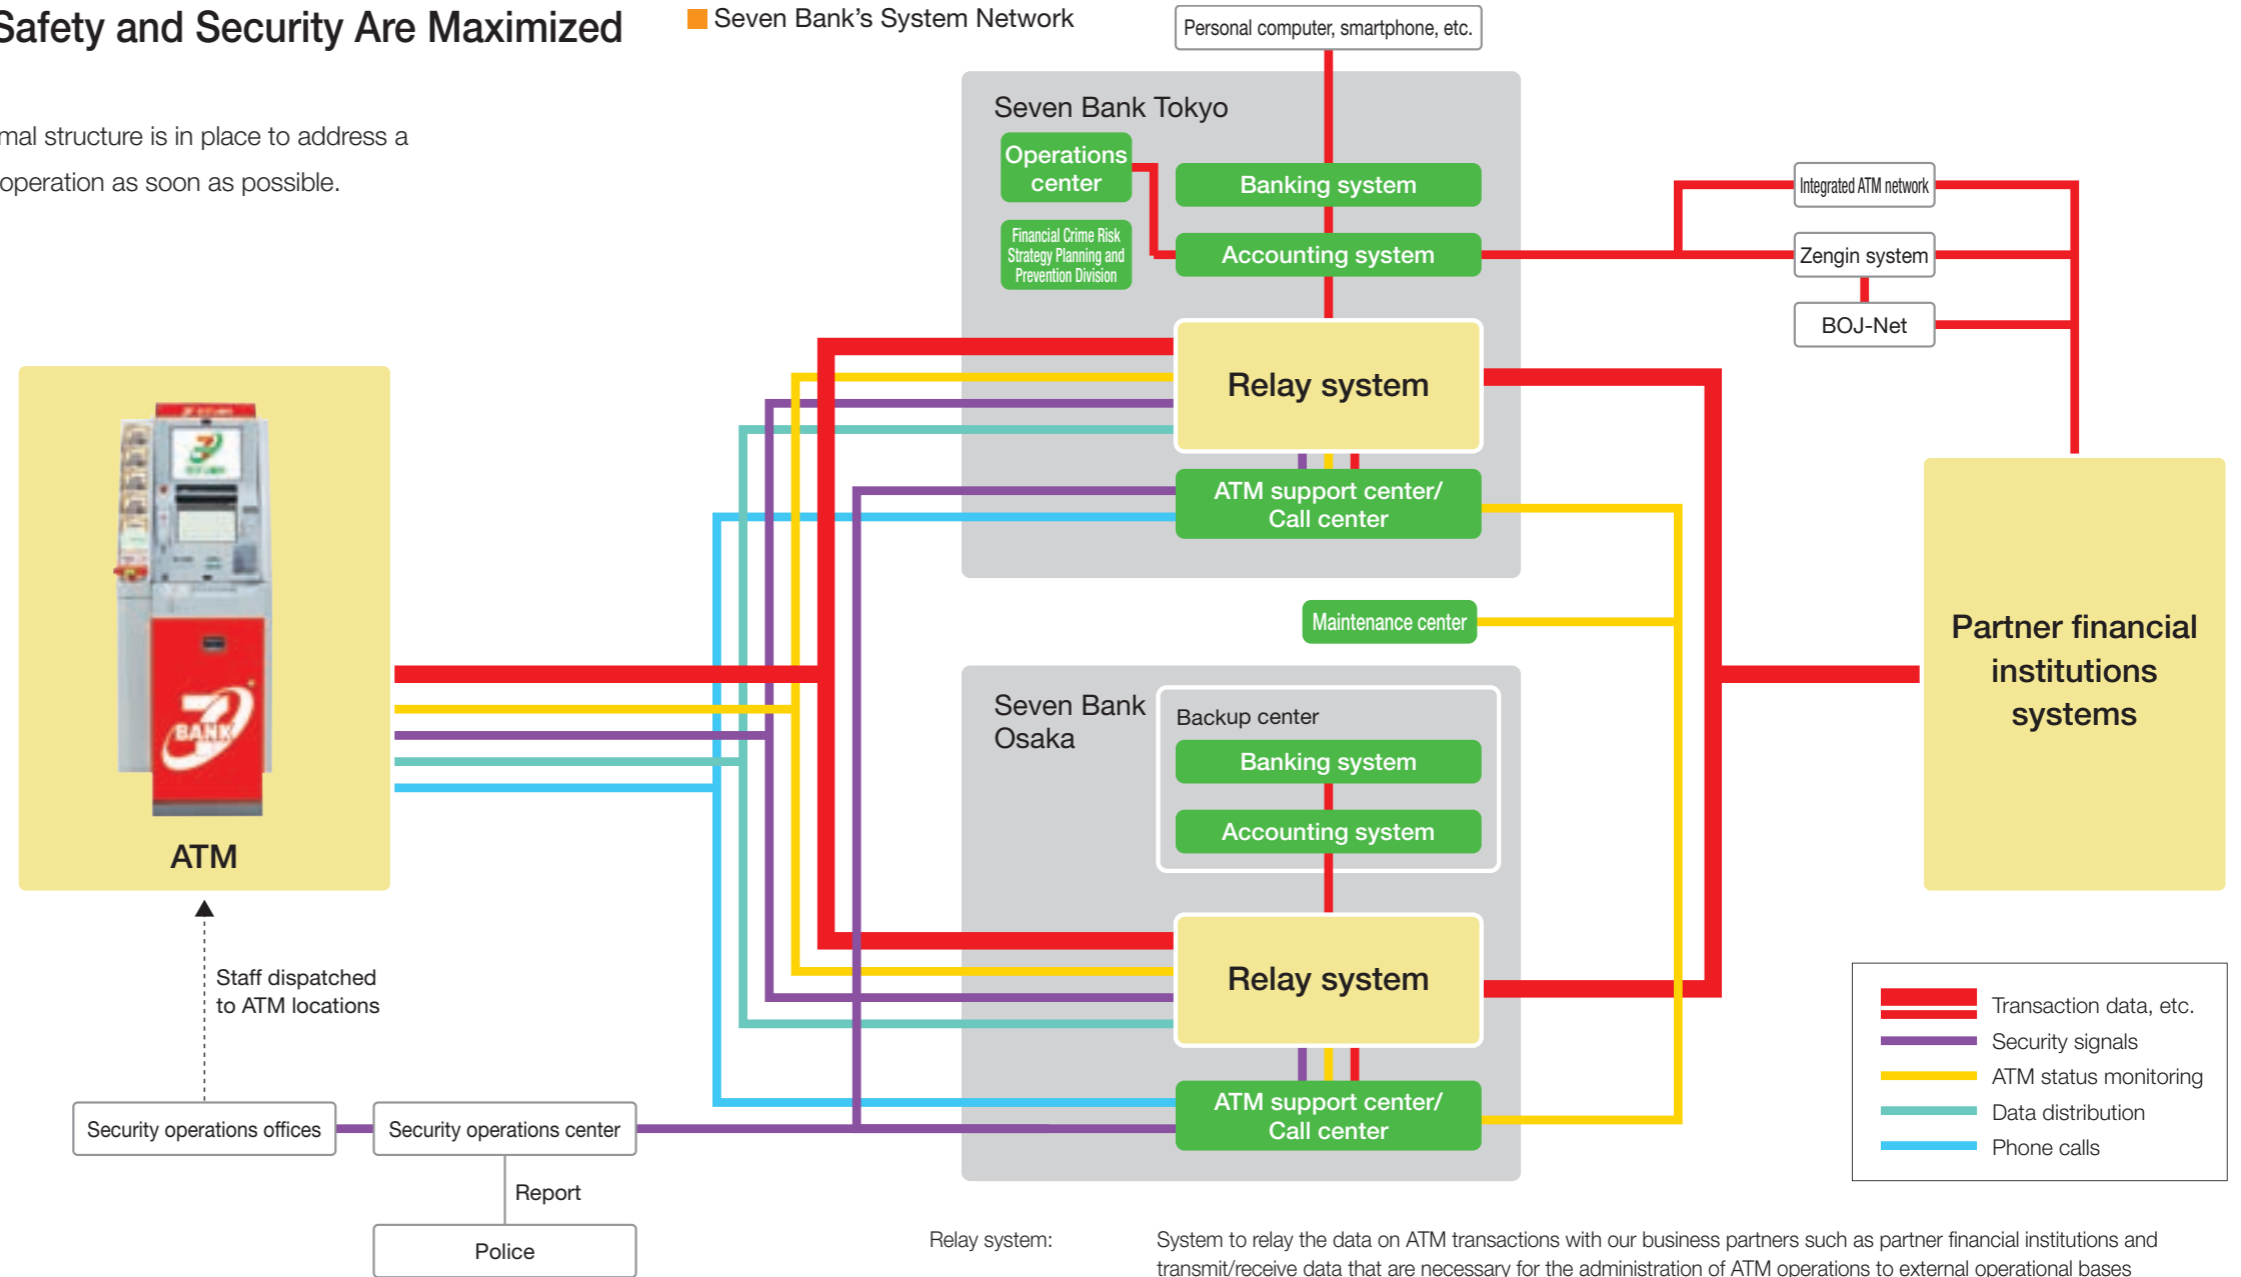 Safety and Security Are Maximized
Seven Bank's System Network
mal structure is in place to address a
operation as soon as possible.
Personal computer, smartphone, etc.
Seven Bank Tokyo
Operations
center
Banking system
Financial Crime Risk
Strategy Planning and
Prevention Division
Accounting system
Integrated ATM network
Zengin system
BOJ-Net
Relay system
ATM support center/
Call center
Maintenance center
Seven Bank
Osaka
Backup center
Banking system
Accounting system
Relay system
ATM support center/
Call center
Partner financial
institutions
systems
BANK
ATM
Staff dispatched
to ATM locations
Security operations offices
Security operations center
Report
Police
Transaction data, etc.
Security signals
ATM status monitoring
Data distribution
Phone calls
Relay system:
System to relay the data on ATM transactions with our business partners such as partner financial institutions and
transmit/receive data that are necessary for the administration of ATM operations to external operational bases